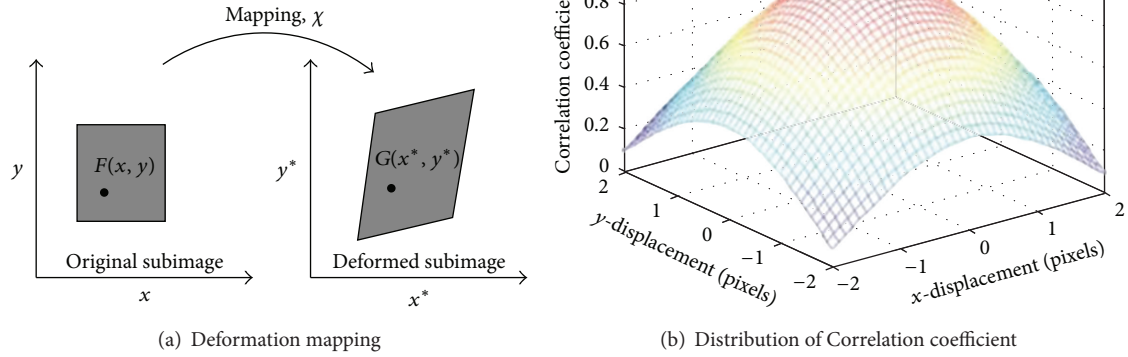 Mapping, χ
y
F(x, y)
Original subimage
x
y*
G(x*, y*)
Deformed subimage
x*
(a) Deformation mapping
Correlation coeffici
0.8
0.6
0.4
0.2
0
2
1
0
−1
−2
y-displacement (pixels)
−2
−1
0
1
2
x-displacement (pixels)
(b) Distribution of Correlation coefficient